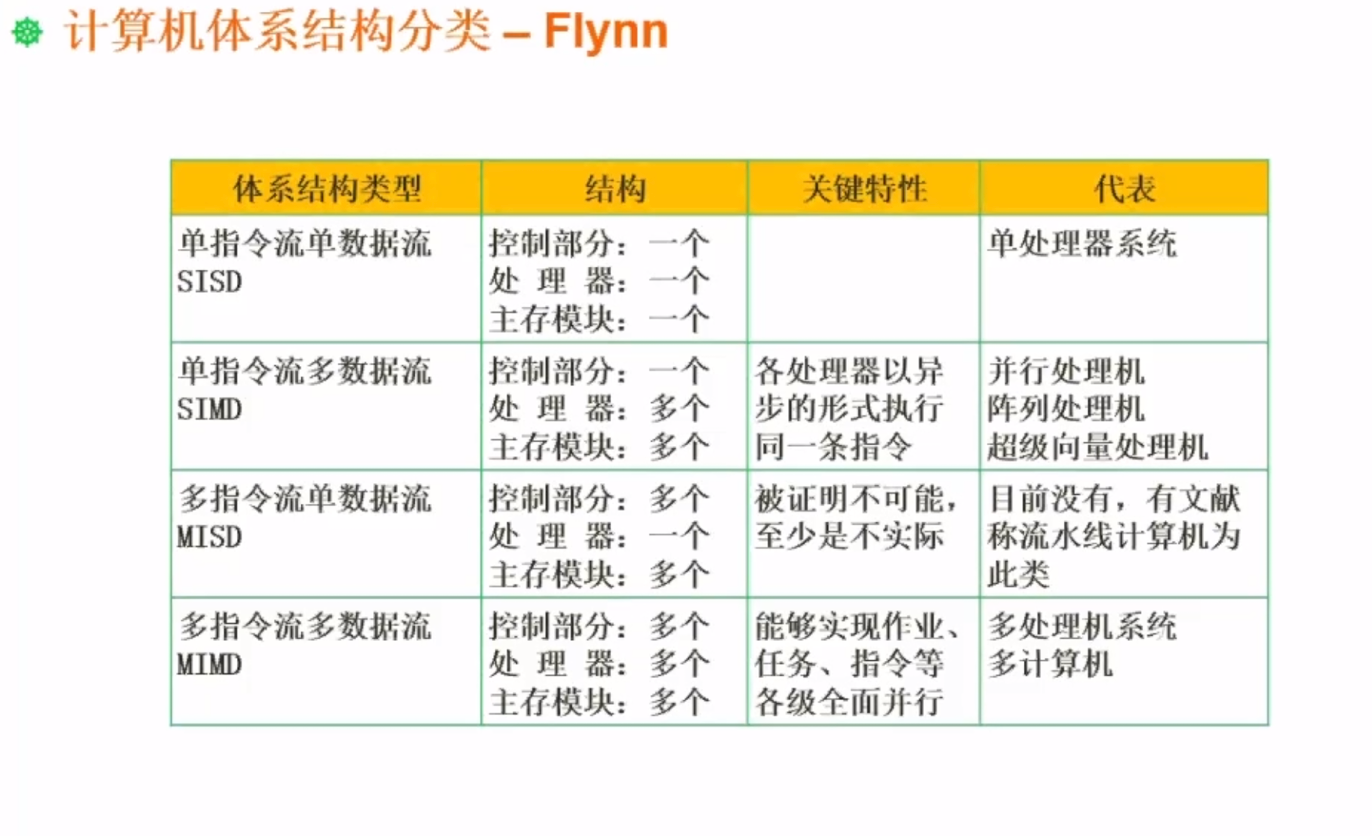 计算机体系结构分类 – Flynn
体系结构类型 结构 关键特性 代表
单指令流单数据流
SISD
控制部分：一个
处 理 器：一个
主存模块：一个
单处理器系统
单指令流多数据流
SIMD
控制部分：一个
处 理 器：多个
主存模块：多个
各处理器以异
步的形式执行
同一条指令
并行处理机
阵列处理机
超级向量处理机
多指令流单数据流
MISD
控制部分：多个
处 理 器：一个
主存模块：多个
被证明不可能，
至少是不实际
目前没有，有文献
称流水线计算机为
此类
多指令流多数据流
MIMD
控制部分：多个
处 理 器：多个
主存模块：多个
能够实现作业、
任务、指令等
各级全面并行
多处理机系统
多计算机